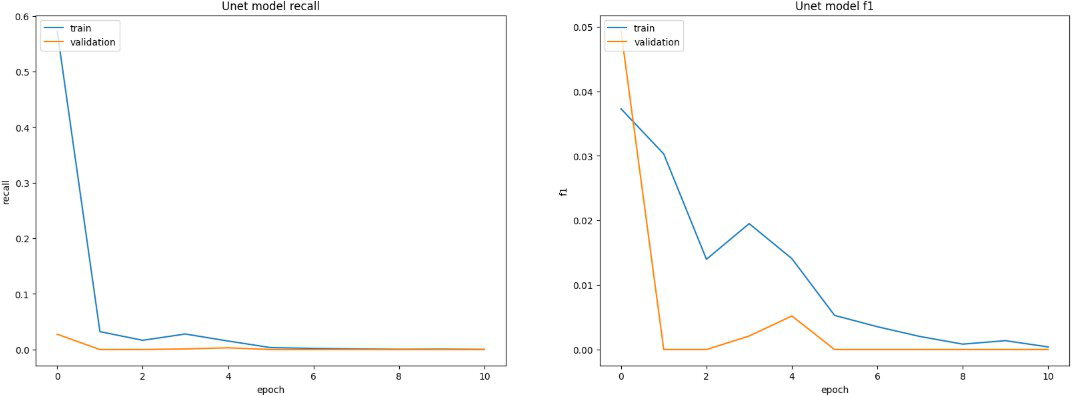 Unet model recall
train
validation
0.6
0.5
0.4
0.3
0.2
0.1
0.0
recall
0 2 4 6 8 10
epoch
Unet model f1
train
validation
0.05
0.04
0.03
0.02
0.01
0.00
f1
0 2 4 6 8 10
epoch